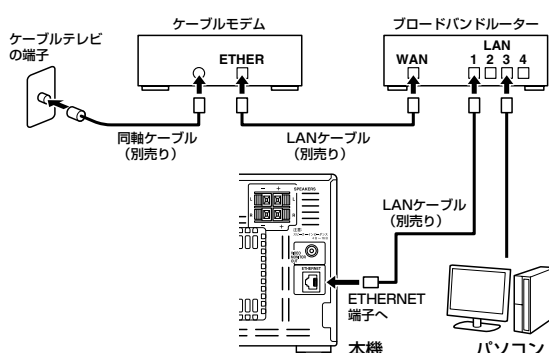 ケーブルテレビ
の端子
ケーブルモデム
ETHER
ブロードバンドルーター
WAN
LAN
1 2 3 4
同軸ケーブル
（別売り）
LANケーブル
（別売り）
LANケーブル
（別売り）
－ ＋ SPEAKERS
L L
R R
－ ＋
VIDEO
MONITOR
OUT
ETHERNET
ETHERNET
端子へ
本機
パソコン